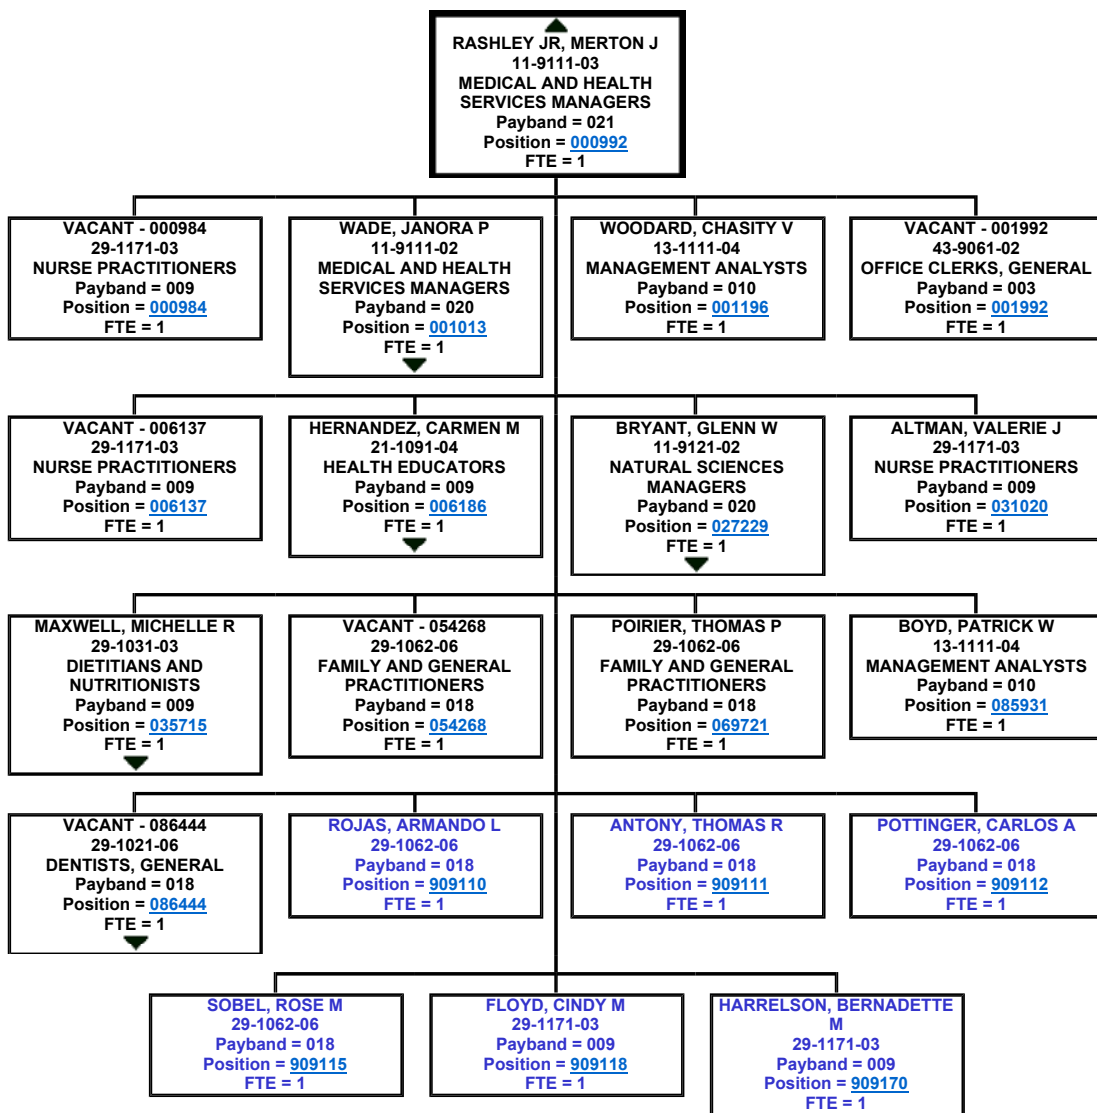 RASHLEY JR, MERTON J
11-9111-03
MEDICAL AND HEALTH
SERVICES MANAGERS
Payband = 021
Position = 000992
FTE = 1
VACANT - 000984
29-1171-03
NURSE PRACTITIONERS
Payband = 009
Position = 000984
FTE = 1
WADE, JANORA P
11-9111-02
MEDICAL AND HEALTH
SERVICES MANAGERS
Payband = 020
Position = 001013
FTE = 1
WOODARD, CHASITY V
13-1111-04
MANAGEMENT ANALYSTS
Payband = 010
Position = 001196
FTE = 1
VACANT - 001992
43-9061-02
OFFICE CLERKS, GENERAL
Payband = 003
Position = 001992
FTE = 1
VACANT - 006137
29-1171-03
NURSE PRACTITIONERS
Payband = 009
Position = 006137
FTE = 1
HERNANDEZ, CARMEN M
21-1091-04
HEALTH EDUCATORS
Payband = 009
Position = 006186
FTE = 1
BRYANT, GLENN W
11-9121-02
NATURAL SCIENCES
MANAGERS
Payband = 020
Position = 027229
FTE = 1
ALTMAN, VALERIE J
29-1171-03
NURSE PRACTITIONERS
Payband = 009
Position = 031020
FTE = 1
MAXWELL, MICHELLE R
29-1031-03
DIETITIANS AND
NUTRITIONISTS
Payband = 009
Position = 035715
FTE = 1
VACANT - 054268
29-1062-06
FAMILY AND GENERAL
PRACTITIONERS
Payband = 018
Position = 054268
FTE = 1
POIRIER, THOMAS P
29-1062-06
FAMILY AND GENERAL
PRACTITIONERS
Payband = 018
Position = 069721
FTE = 1
BOYD, PATRICK W
13-1111-04
MANAGEMENT ANALYSTS
Payband = 010
Position = 085931
FTE = 1
VACANT - 086444
29-1021-06
DENTISTS, GENERAL
Payband = 018
Position = 086444
FTE = 1
ROJAS, ARMANDO L
29-1062-06
Payband = 018
Position = 909110
FTE = 1
ANTONY, THOMAS R
29-1062-06
Payband = 018
Position = 909111
FTE = 1
POTTINGER, CARLOS A
29-1062-06
Payband = 018
Position = 909112
FTE = 1
SOBEL, ROSE M
29-1062-06
Payband = 018
Position = 909115
FTE = 1
FLOYD, CINDY M
29-1171-03
Payband = 009
Position = 909118
FTE = 1
HARRELSON, BERNADETTE
M
29-1171-03
Payband = 009
Position = 909170
FTE = 1